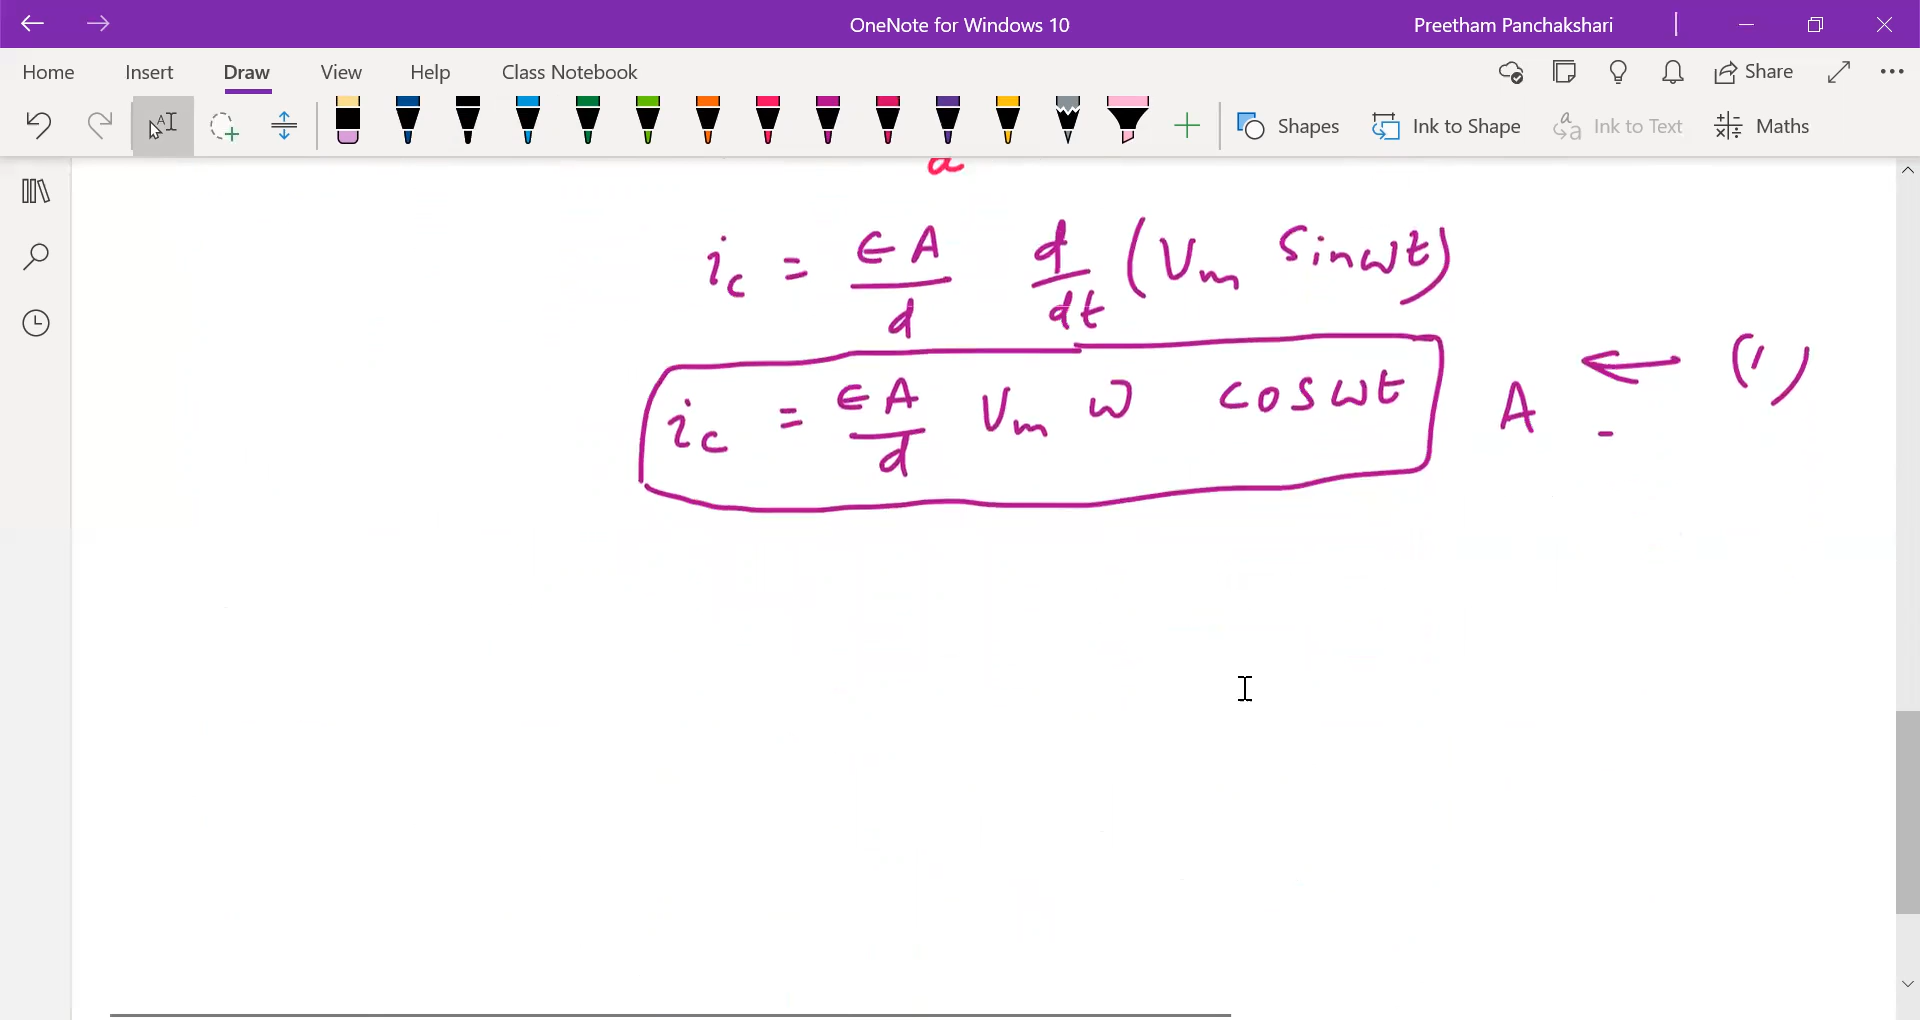 OneNote for Windows 10
Preetham Panchakshari
Home Insert Draw View Help Class Notebook Share
Shapes Ink to Shape Ink to Text Maths
d
i_c = ∈A/d d/dt (V_m Sinωt)
i_c = ∈A/d V_m ω cosωt A ← (1)